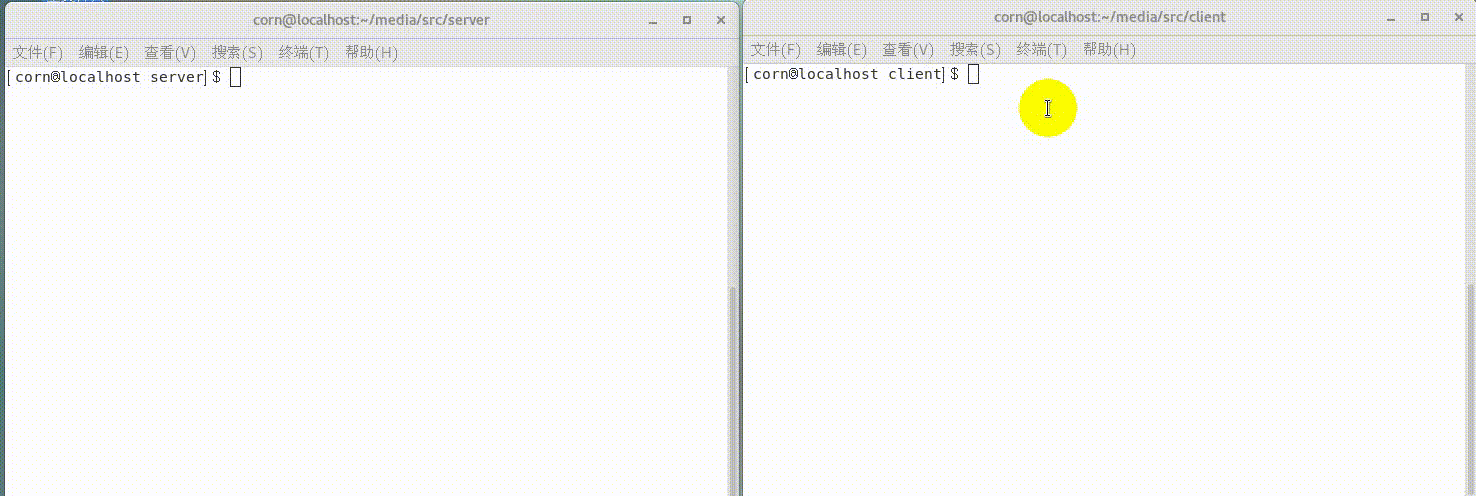 corn@localhost:~/media/src/server
文件(F) 编辑(E) 查看(V) 搜索(S) 终端(T) 帮助(H)
[corn@localhost server]$
corn@localhost:~/media/src/client
文件(F) 编辑(E) 查看(V) 搜索(S) 终端(T) 帮助(H)
[corn@localhost client]$